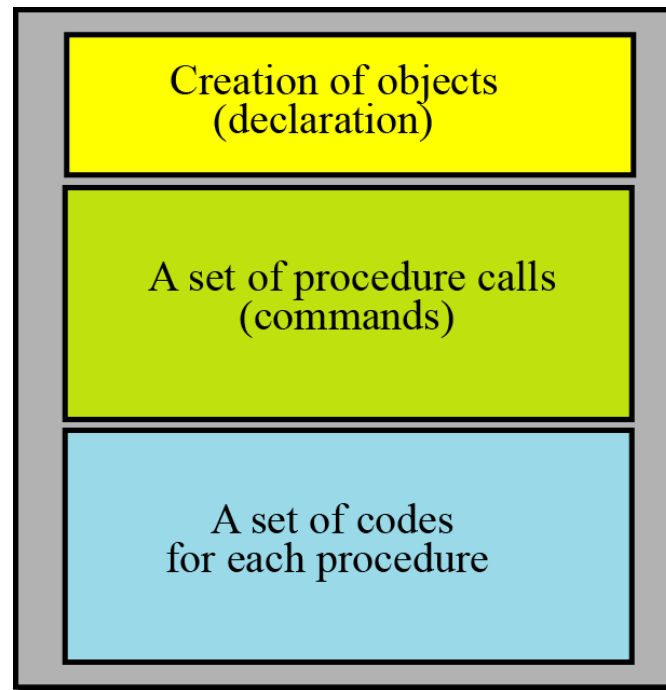 Creation of objects
(declaration)
A set of procedure calls
(commands)
A set of codes
for each procedure